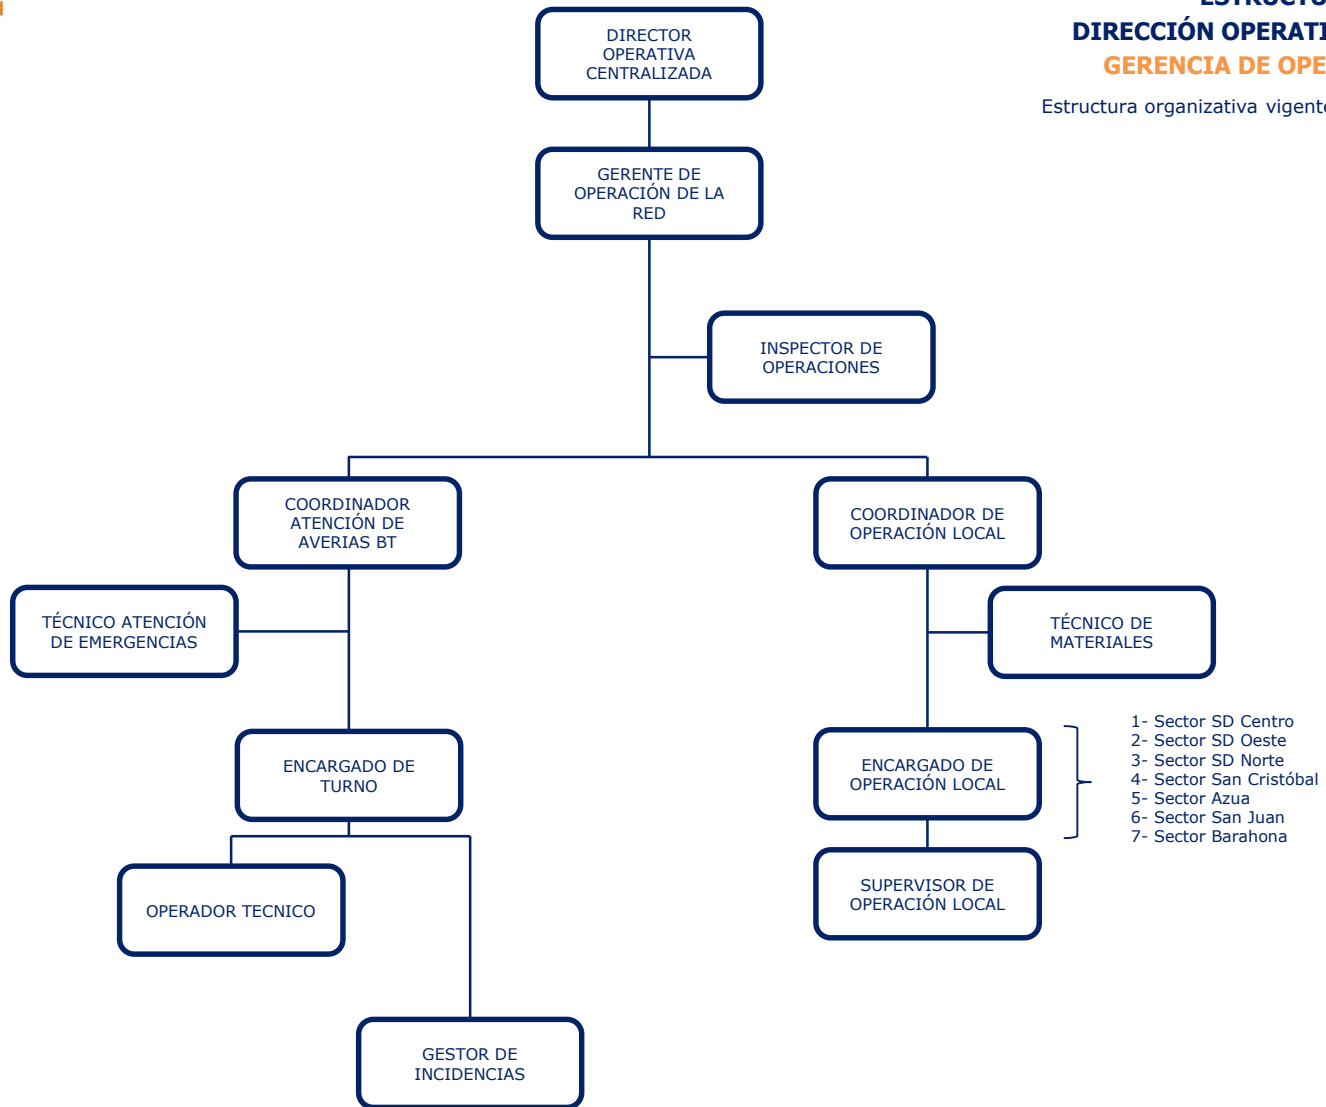 DIRECCIÓN OPERATI
GERENCIA DE OPE
Estructura organizativa vigente
DIRECTOR
OPERATIVA
CENTRALIZADA
GERENTE DE
OPERACIÓN DE LA
RED
INSPECTOR DE
OPERACIONES
COORDINADOR
ATENCIÓN DE
AVERIAS BT
COORDINADOR DE
OPERACIÓN LOCAL
TÉCNICO ATENCIÓN
DE EMERGENCIAS
TÉCNICO DE
MATERIALES
ENCARGADO DE
TURNO
ENCARGADO DE
OPERACIÓN LOCAL
1- Sector SD Centro
2- Sector SD Oeste
3- Sector SD Norte
4- Sector San Cristóbal
5- Sector Azua
6- Sector San Juan
7- Sector Barahona
OPERADOR TECNICO
SUPERVISOR DE
OPERACIÓN LOCAL
GESTOR DE
INCIDENCIAS